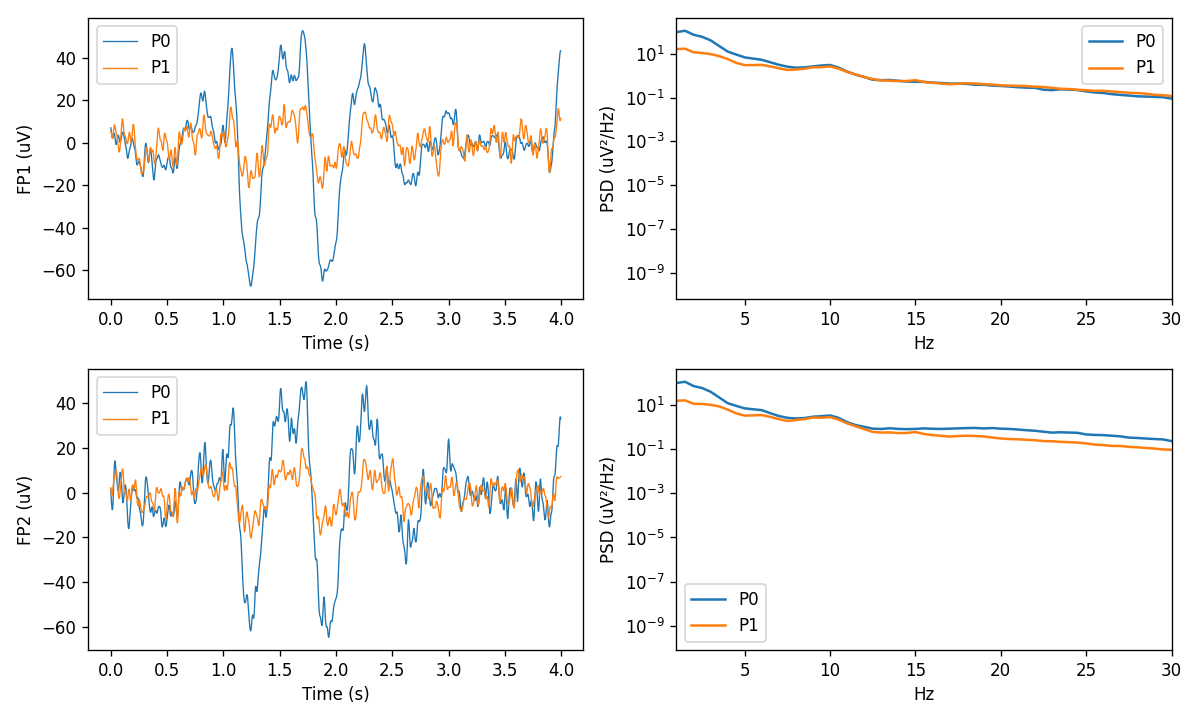 P0
P1
40
20
0
−20
−40
−60
FP1 (uV)
0.0 0.5 1.0 1.5 2.0 2.5 3.0 3.5 4.0
Time (s)
P0
P1
10¹
10⁻¹
10⁻³
10⁻⁵
10⁻⁷
10⁻⁹
PSD (uV²/Hz)
5 10 15 20 25 30
Hz
P0
P1
40
20
0
−20
−40
−60
FP2 (uV)
0.0 0.5 1.0 1.5 2.0 2.5 3.0 3.5 4.0
Time (s)
10¹
10⁻¹
10⁻³
10⁻⁵
10⁻⁷
10⁻⁹
PSD (uV²/Hz)
P0
P1
5 10 15 20 25 30
Hz